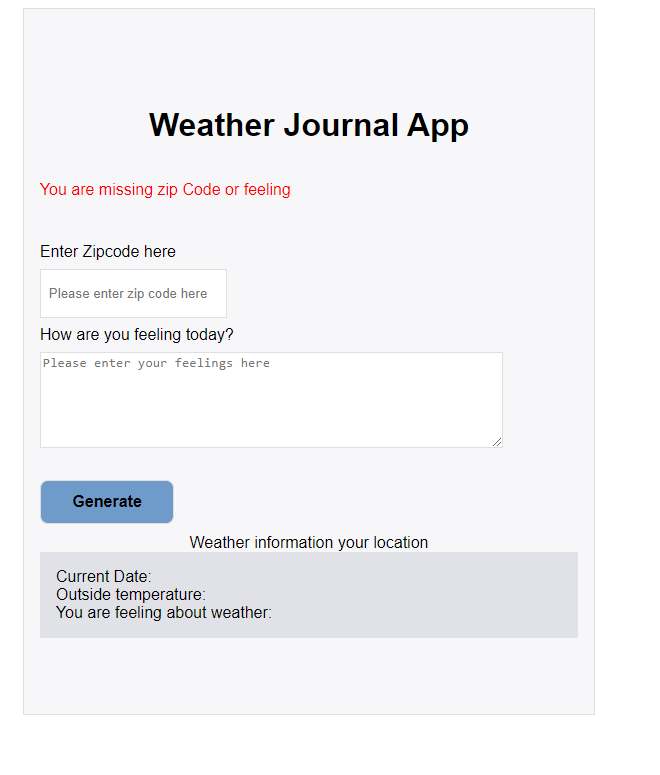 Weather Journal App
You are missing zip Code or feeling
Enter Zipcode here
Please enter zip code here
How are you feeling today?
Please enter your feelings here
Generate
Weather information your location
Current Date:
Outside temperature:
You are feeling about weather: